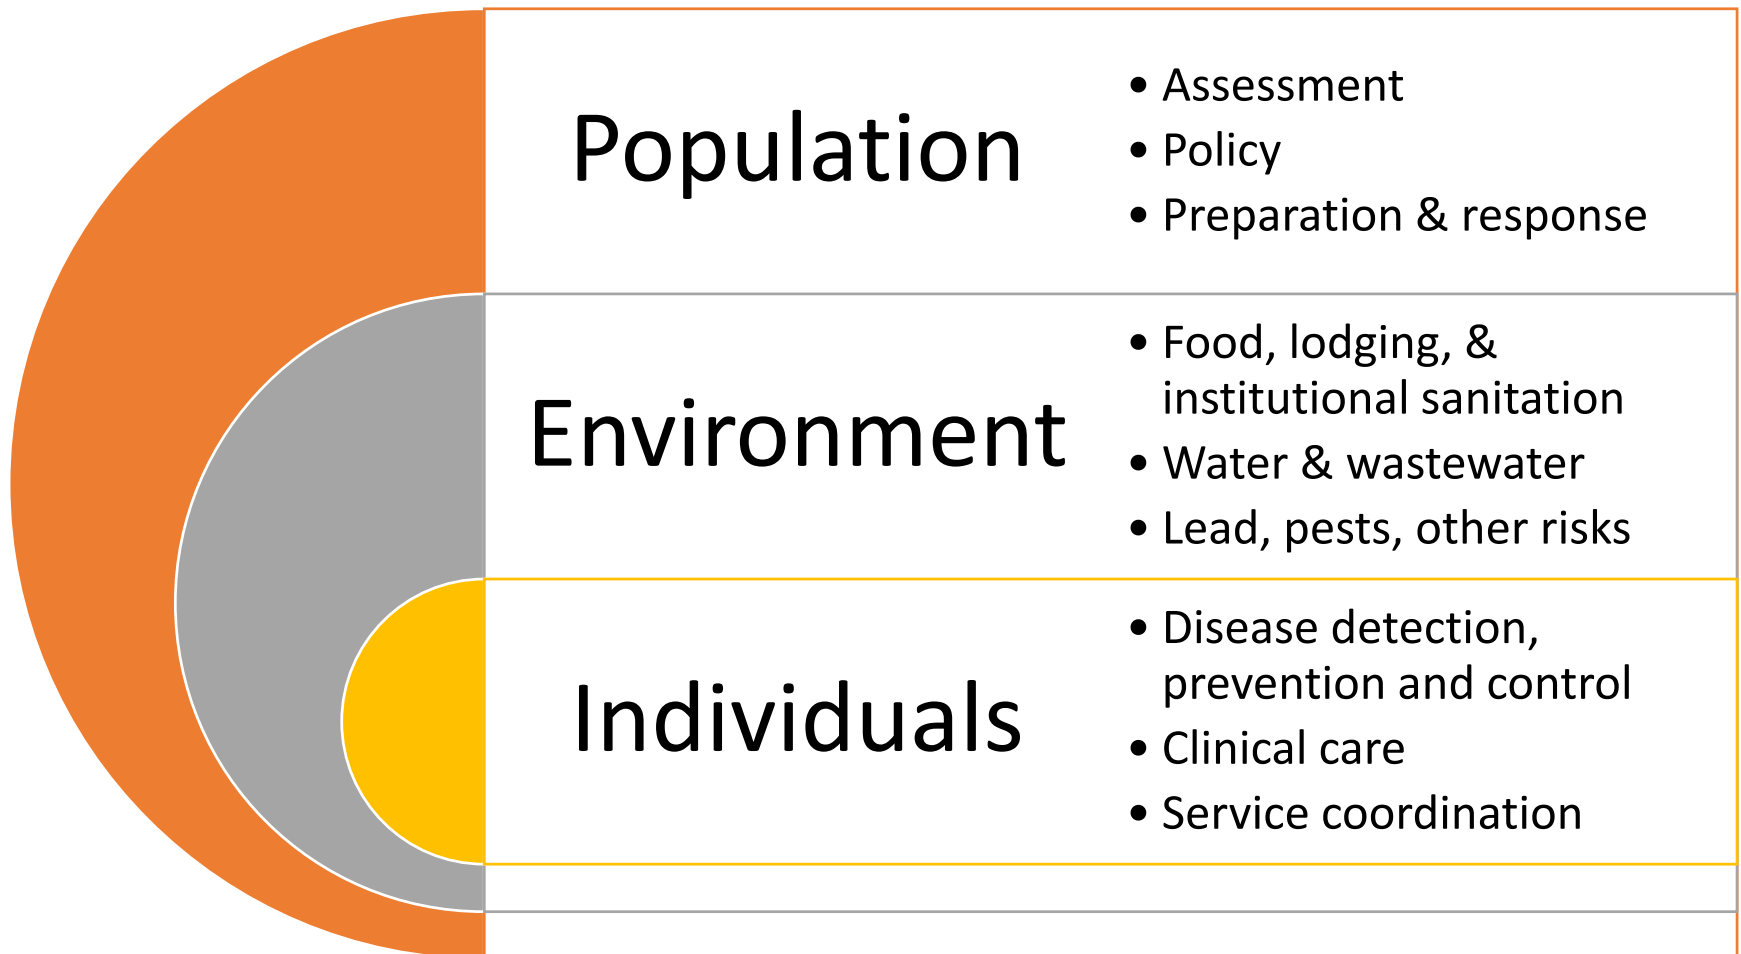 Population
• Assessment
• Policy
• Preparation & response
Environment
• Food, lodging, &
institutional sanitation
• Water & wastewater
• Lead, pests, other risks
Individuals
• Disease detection,
prevention and control
• Clinical care
• Service coordination